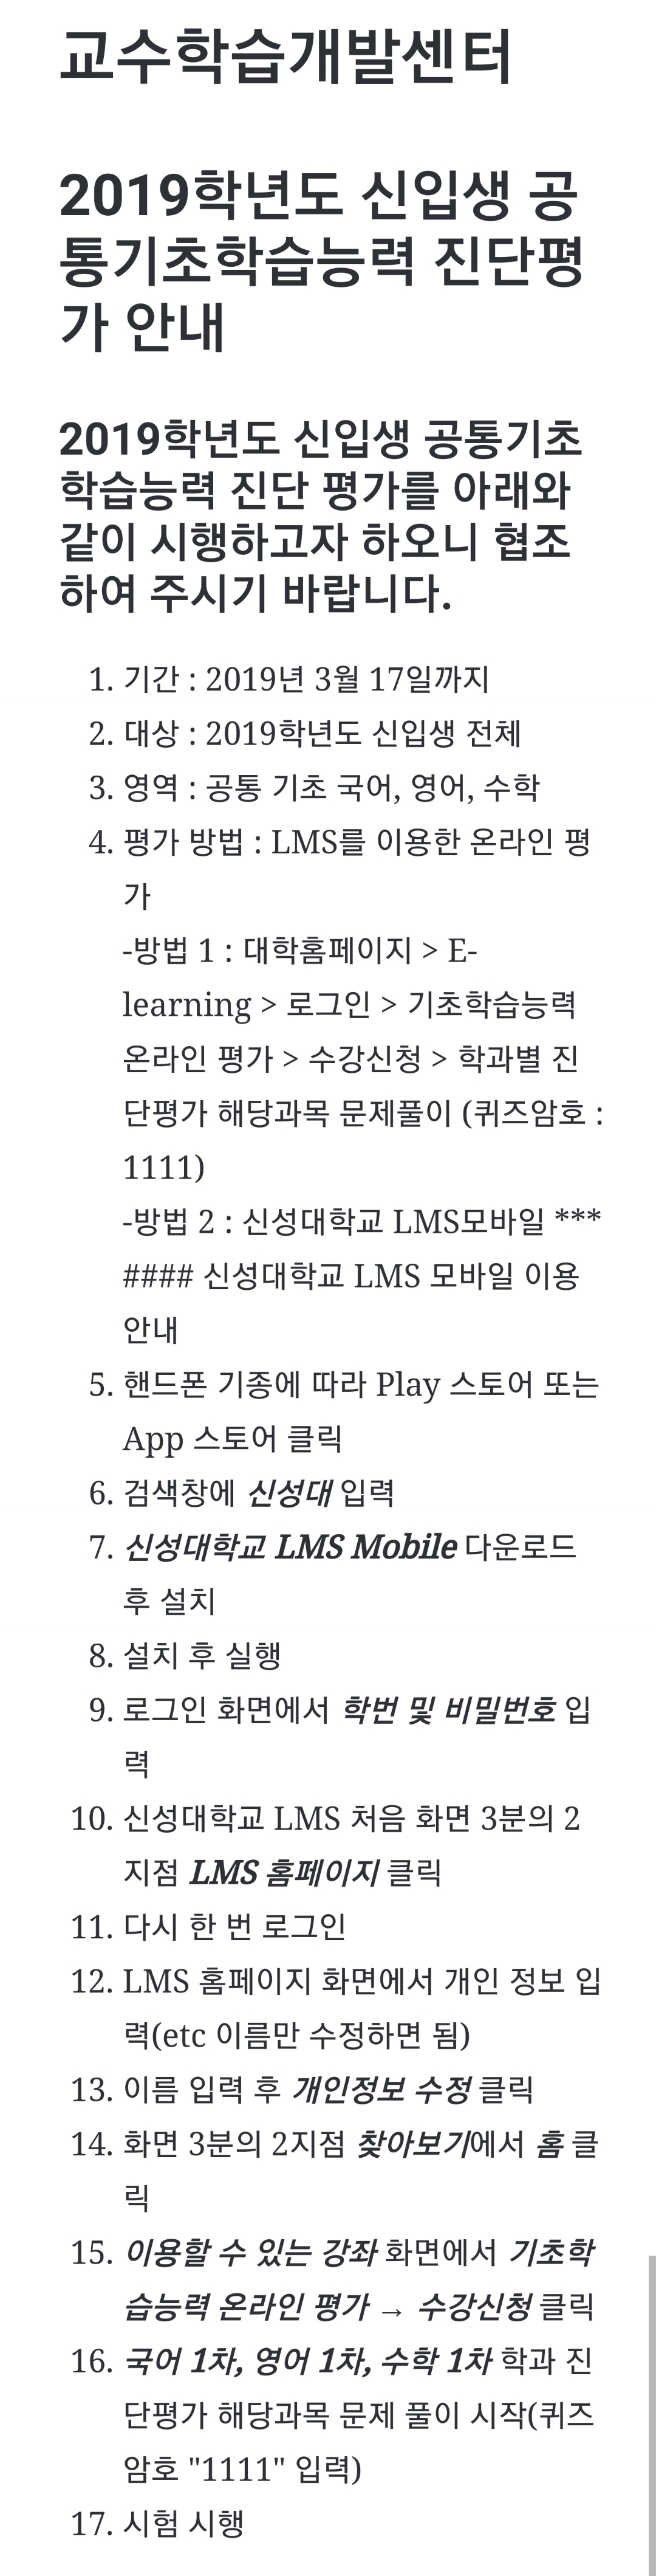 교수학습개발센터
2019학년도 신입생 공
통기초학습능력 진단평
가 안내
2019학년도 신입생 공통기초
학습능력 진단 평가를 아래와
같이 시행하고자 하오니 협조
하여 주시기 바랍니다.
1. 기간 : 2019년 3월 17일까지
2. 대상 : 2019학년도 신입생 전체
3. 영역 : 공통 기초 국어, 영어, 수학
4. 평가 방법 : LMS를 이용한 온라인 평
가
-방법 1 : 대학홈페이지 > E-
learning > 로그인 > 기초학습능력
온라인 평가 > 수강신청 > 학과별 진
단평가 해당과목 문제풀이 (퀴즈암호 :
1111)
-방법 2 : 신성대학교 LMS모바일 ***
#### 신성대학교 LMS 모바일 이용
안내
5. 핸드폰 기종에 따라 Play 스토어 또는
App 스토어 클릭
6. 검색창에 신성대 입력
7. 신성대학교 LMS Mobile 다운로드
후 설치
8. 설치 후 실행
9. 로그인 화면에서 학번 및 비밀번호 입
력
10. 신성대학교 LMS 처음 화면 3분의 2
지점 LMS 홈페이지 클릭
11. 다시 한 번 로그인
12. LMS 홈페이지 화면에서 개인 정보 입
력(etc 이름만 수정하면 됨)
13. 이름 입력 후 개인정보 수정 클릭
14. 화면 3분의 2지점 찾아보기에서 홈 클
릭
15. 이용할 수 있는 강좌 화면에서 기초학
습능력 온라인 평가 → 수강신청 클릭
16. 국어 1차, 영어 1차, 수학 1차 학과 진
단평가 해당과목 문제 풀이 시작(퀴즈
암호 "1111" 입력)
17. 시험 시행